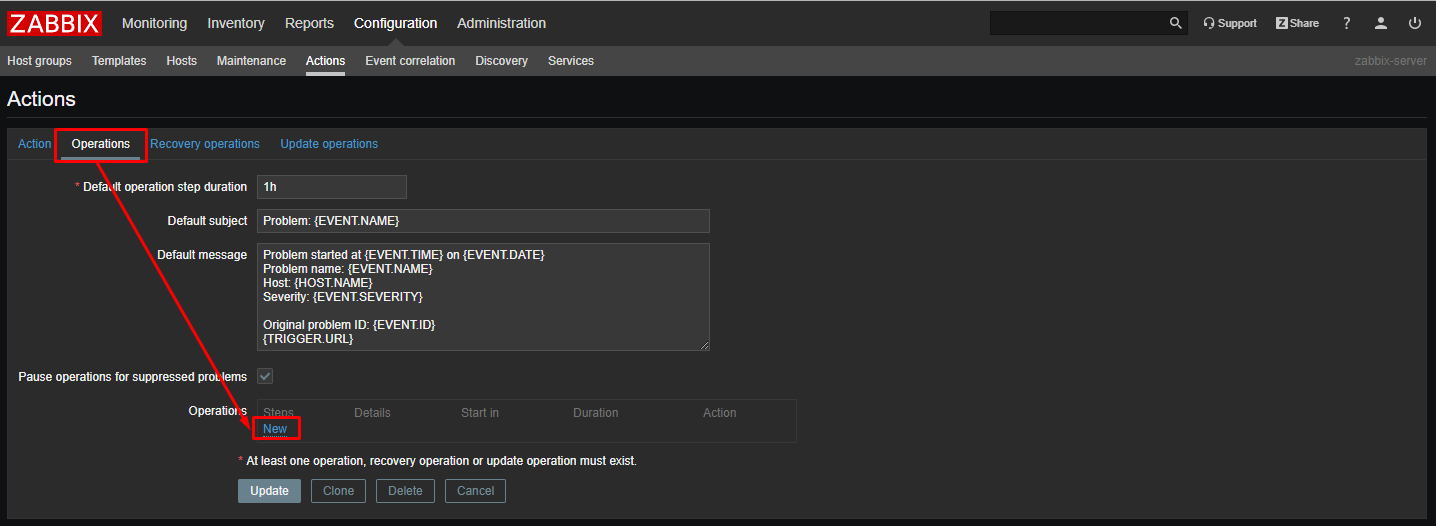 ZABBIX Monitoring Inventory Reports Configuration Administration Support Z Share ?
Host groups Templates Hosts Maintenance Actions Event correlation Discovery Services zabbix-server
Actions
Action Operations Recovery operations Update operations
* Default operation step duration 1h
Default subject Problem: {EVENT.NAME}
Default message Problem started at {EVENT.TIME} on {EVENT.DATE}
Problem name: {EVENT.NAME}
Host: {HOST.NAME}
Severity: {EVENT.SEVERITY}
Original problem ID: {EVENT.ID}
{TRIGGER.URL}
Pause operations for suppressed problems
Operations Steps Details Start in Duration Action
New
* At least one operation, recovery operation or update operation must exist.
Update Clone Delete Cancel